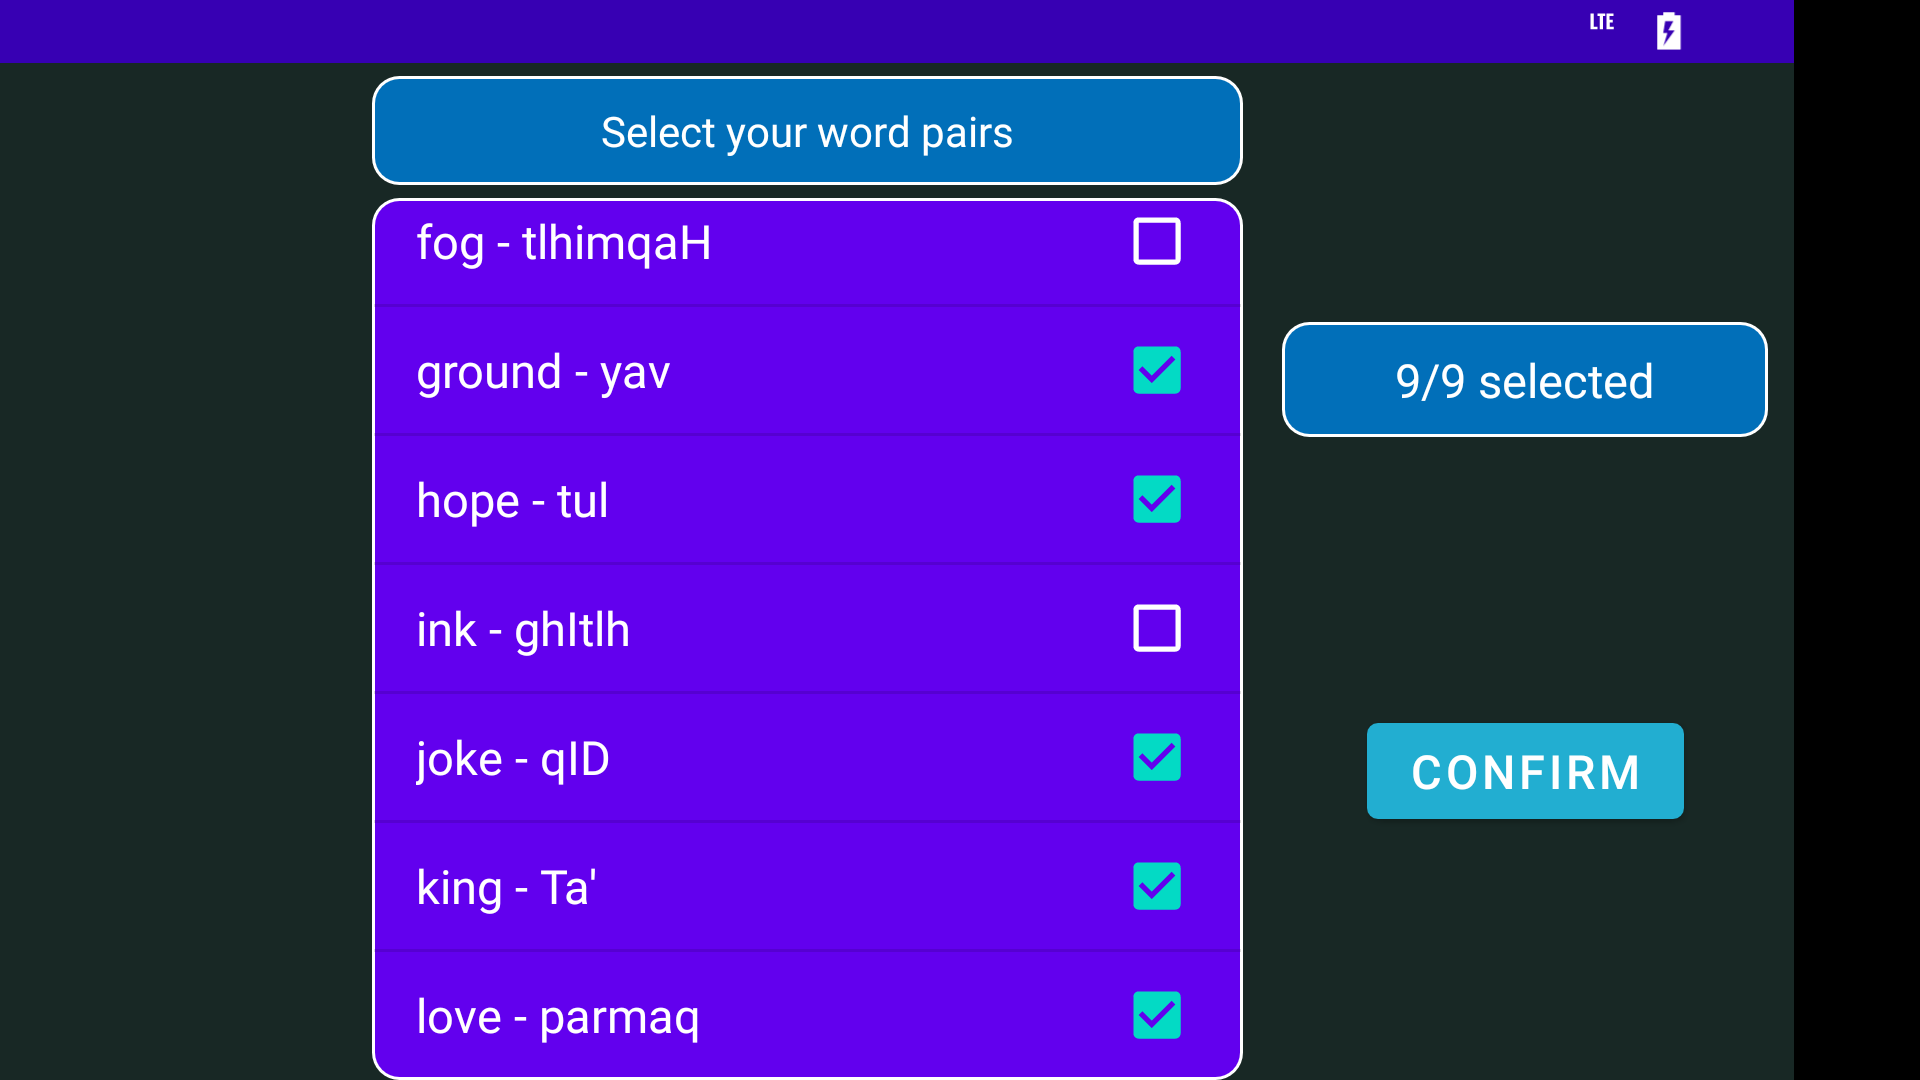 LTE
Select your word pairs
fog - tlhimqaH
ground - yav
hope - tul
ink - ghItlh
joke - qID
king - Ta'
love - parmaq
9/9 selected
CONFIRM